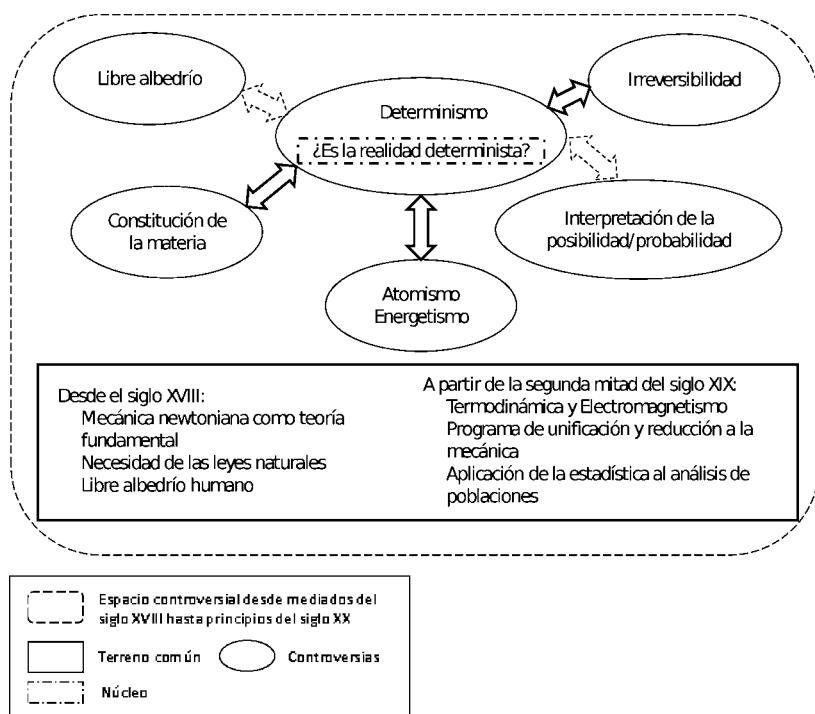 Libre albedrío
Irreversibilidad
Determinismo
¿Es la realidad determinista?
Constitución de
la materia
Interpretación de la
posibilidad/probabilidad
Atomismo
Energetismo
Desde el siglo XVIII:
Mecánica newtoniana como teoría
fundamental
Necesidad de las leyes naturales
Libre albedrío humano
A partir de la segunda mitad del siglo XIX:
Termodinámica y Electromagnetismo
Programa de unificación y reducción a la
mecánica
Aplicación de la estadística al análisis de
poblaciones
Espacio controversial desde mediados del
siglo XVIII hasta principios del siglo XX
Terreno común
Controversias
Núcleo